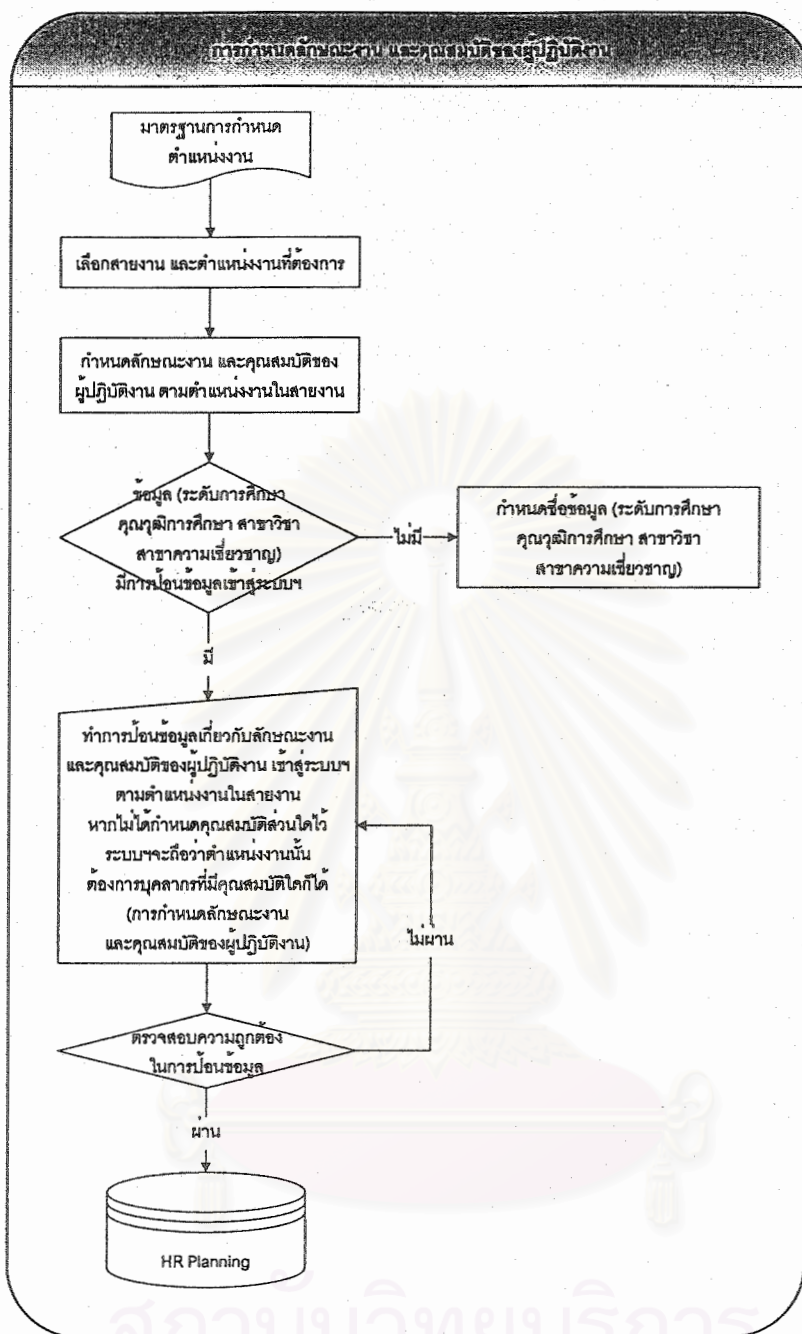 การกำหนดลักษณะงาน และคุณสมบัติของผู้ปฏิบัติงาน
มาตรฐานการกำหนด
ตำแหน่งงาน
เลือกสายงาน และตำแหน่งงานที่ต้องการ
กำหนดลักษณะงาน และคุณสมบัติของ
ผู้ปฏิบัติงาน ตามตำแหน่งงานในสายงาน
ข้อมูล (ระดับการศึกษา
คุณวุฒิการศึกษา สาขาวิชา
สาขาความเชี่ยวชาญ)
มีการป้อนข้อมูลเข้าสู่ระบบฯ
ไม่มี
กำหนดชื่อข้อมูล (ระดับการศึกษา
คุณวุฒิการศึกษา สาขาวิชา
สาขาความเชี่ยวชาญ)
มี
ทำการป้อนข้อมูลเกี่ยวกับลักษณะงาน
และคุณสมบัติของผู้ปฏิบัติงาน เข้าสู่ระบบฯ
ตามตำแหน่งงานในสายงาน
หากไม่ได้กำหนดคุณสมบัติส่วนใดไว้
ระบบฯจะถือว่าตำแหน่งงานนั้น
ต้องการบุคลากรที่มีคุณสมบัติใดก็ได้
(การกำหนดลักษณะงาน
และคุณสมบัติของผู้ปฏิบัติงาน)
ไม่ผ่าน
ตรวจสอบความถูกต้อง
ในการป้อนข้อมูล
ผ่าน
HR Planning
สถาบันวิทยบริการ